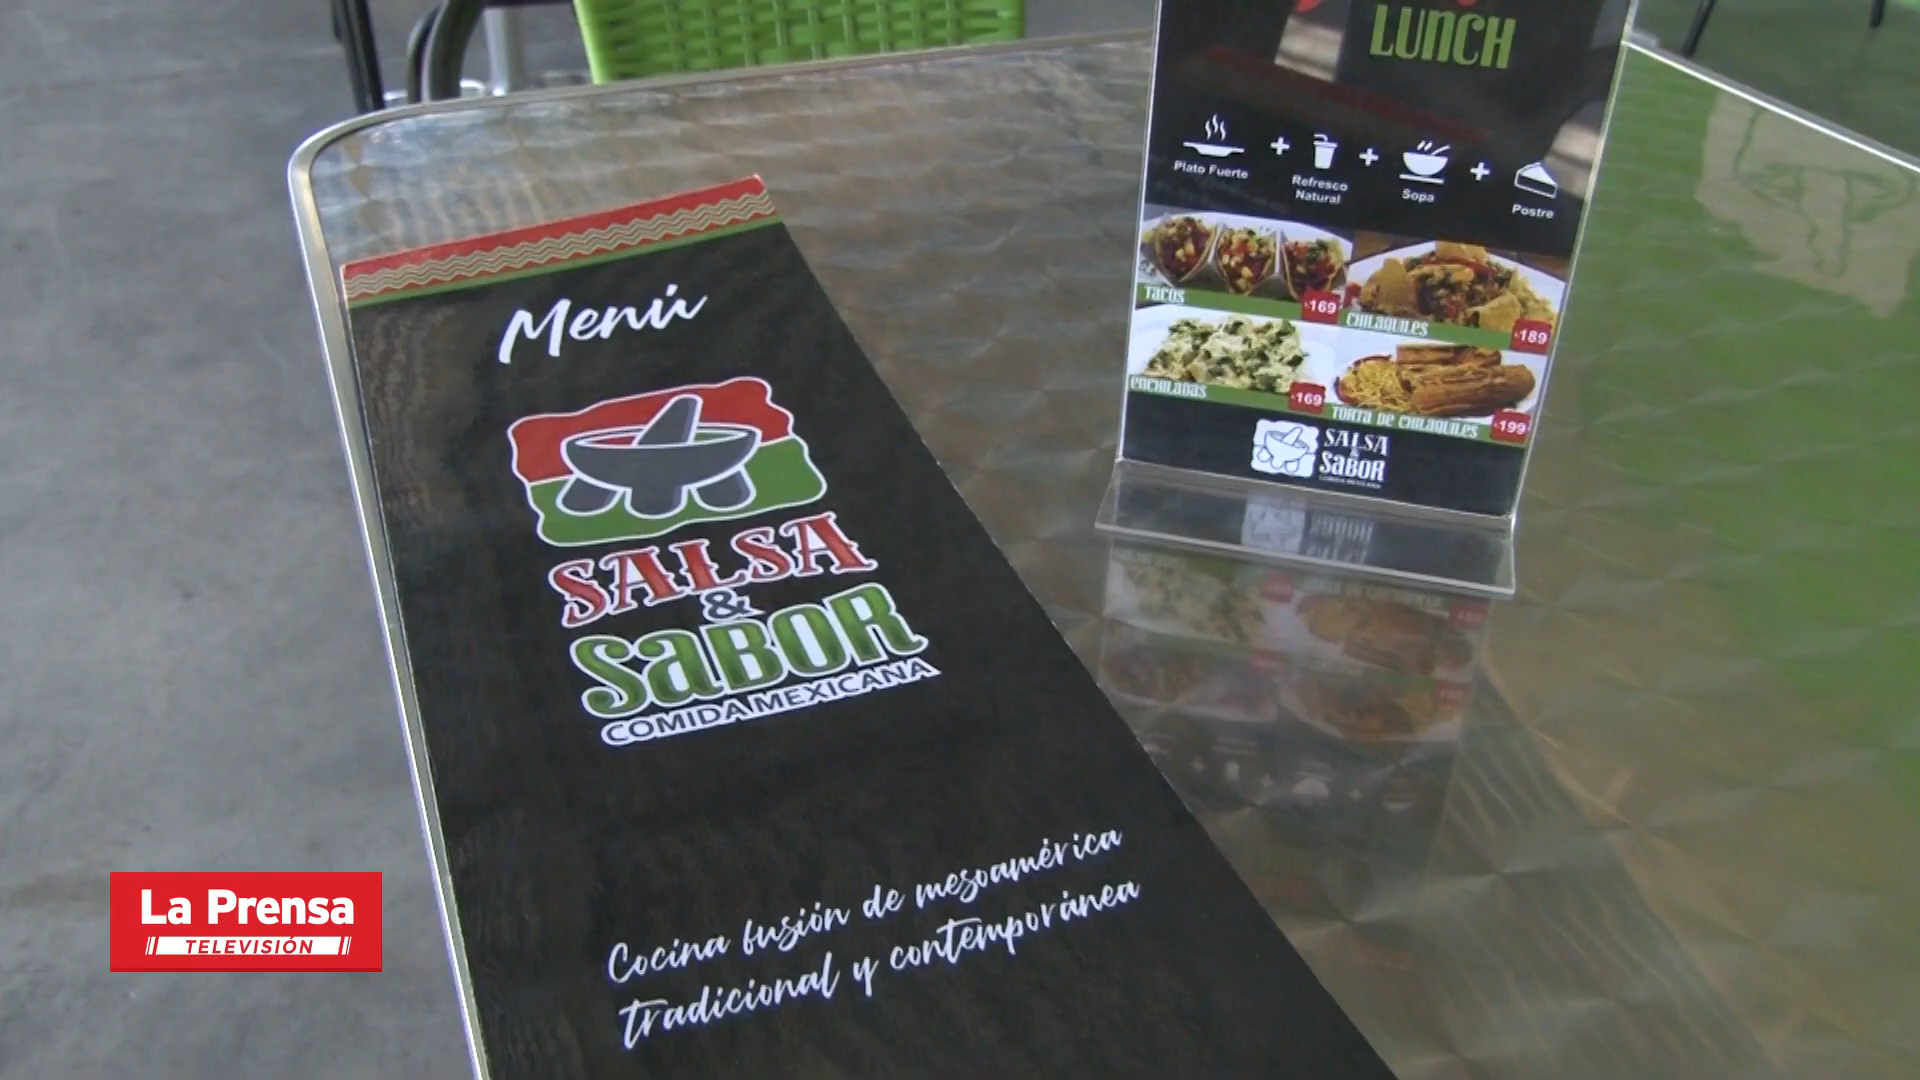 LUNCH
Plato Fuerte + Refresco Natural + Sopa + Postre
TACOS 169
CHILAQUILES 189
ENCHILADAS 169
TORTA DE CHILAQUILES 199
SALSA
&
SABOR
Menú
SALSA
&
SABOR
COMIDA MEXICANA
Cocina fusión de mesoamérica
tradicional y contemporánea
La Prensa
TELEVISIÓN